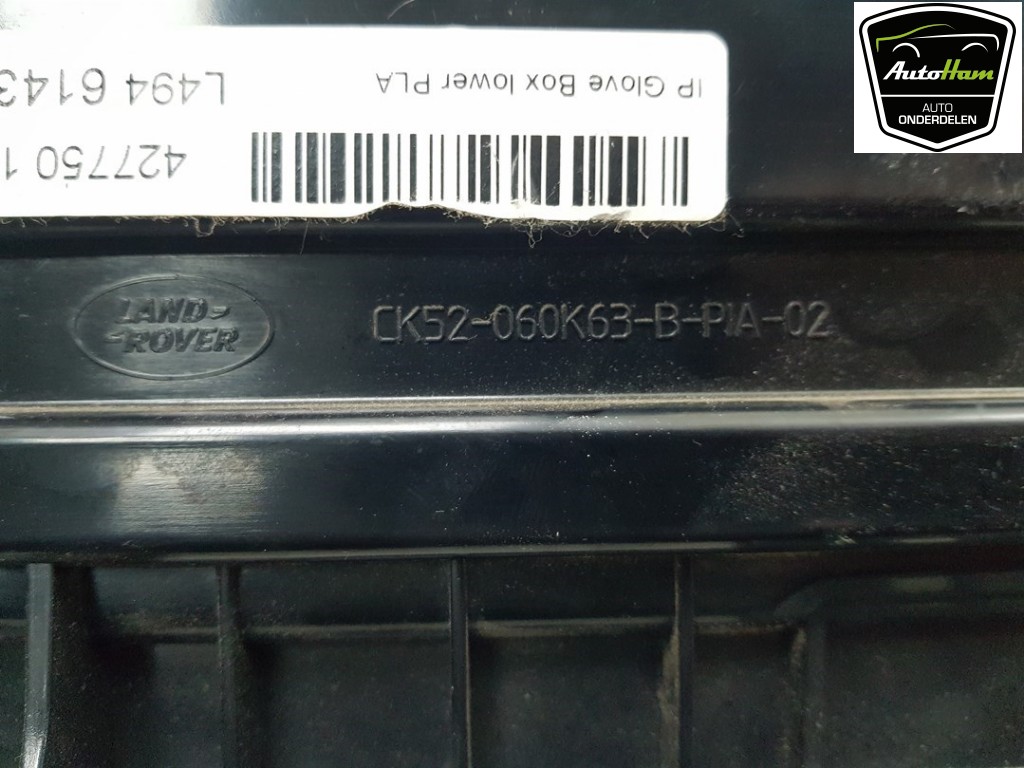 IP Glove Box lower PLA
L494 6143
427750 1
LAND-
-ROVER
CK52-060K63-B-PIA-02
AutoHam
AUTO
ONDERDELEN